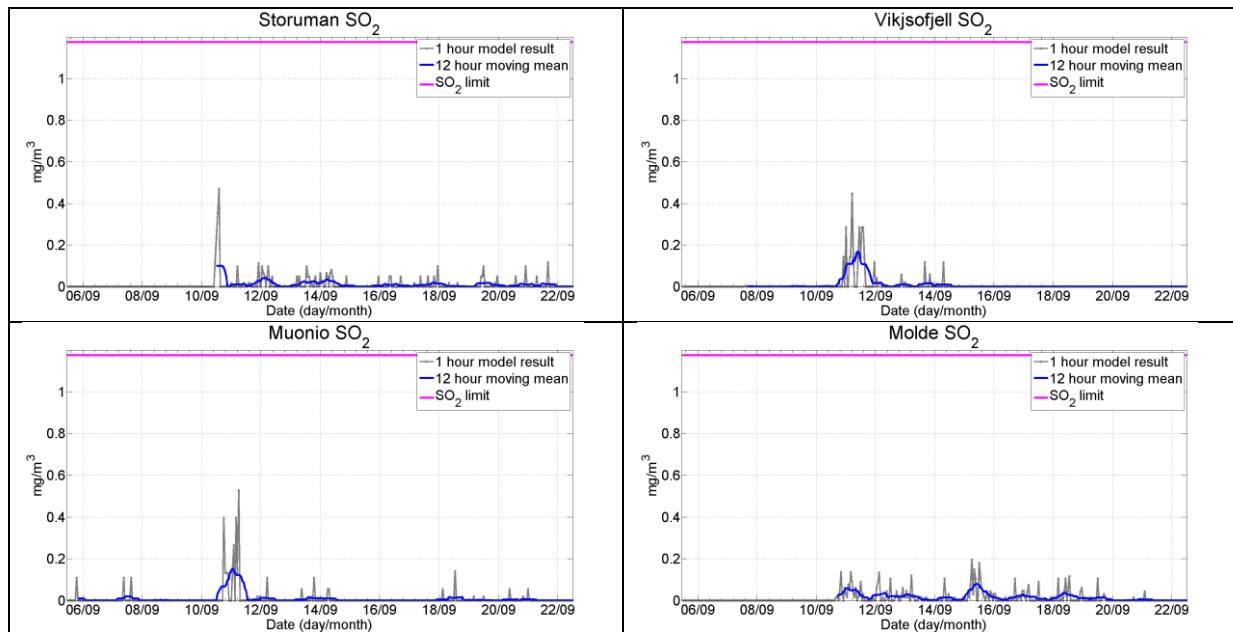 Storuman SO2
1 hour model result
12 hour moving mean
SO2 limit
mg/m3
1
0.8
0.6
0.4
0.2
0
06/09 08/09 10/09 12/09 14/09 16/09 18/09 20/09 22/09
Date (day/month)
Vikjsofjell SO2
1 hour model result
12 hour moving mean
SO2 limit
mg/m3
1
0.8
0.6
0.4
0.2
0
06/09 08/09 10/09 12/09 14/09 16/09 18/09 20/09 22/09
Date (day/month)
Muonio SO2
1 hour model result
12 hour moving mean
SO2 limit
mg/m3
1
0.8
0.6
0.4
0.2
0
06/09 08/09 10/09 12/09 14/09 16/09 18/09 20/09 22/09
Date (day/month)
Molde SO2
1 hour model result
12 hour moving mean
SO2 limit
mg/m3
1
0.8
0.6
0.4
0.2
0
06/09 08/09 10/09 12/09 14/09 16/09 18/09 20/09 22/09
Date (day/month)